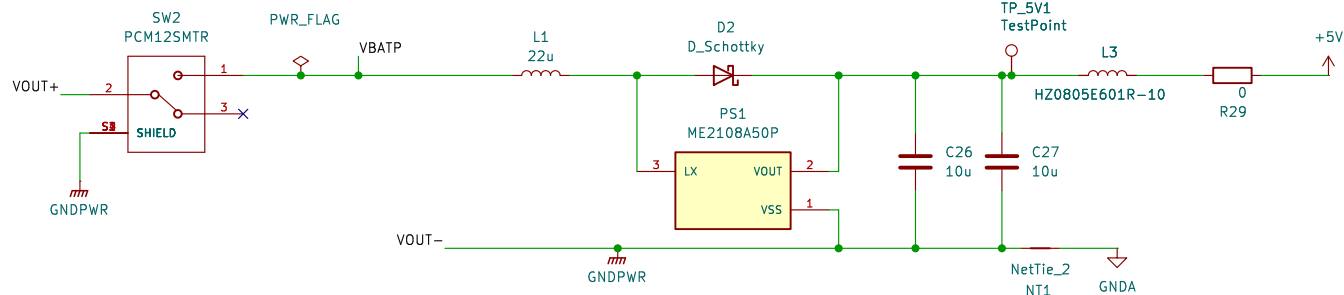 SW2
PCM12SMTR
VOUT+
2
1
3
SHIELD
GNDPWR
PWR_FLAG
VBATP
L1
22u
D2
D_Schottky
PS1
ME2108A50P
3
LX
VOUT
2
VSS
1
VOUT-
GNDPWR
C26
10u
C27
10u
TP_5V1
TestPoint
L3
HZ0805E601R-10
0
R29
+5V
NetTie_2
NT1
GNDA